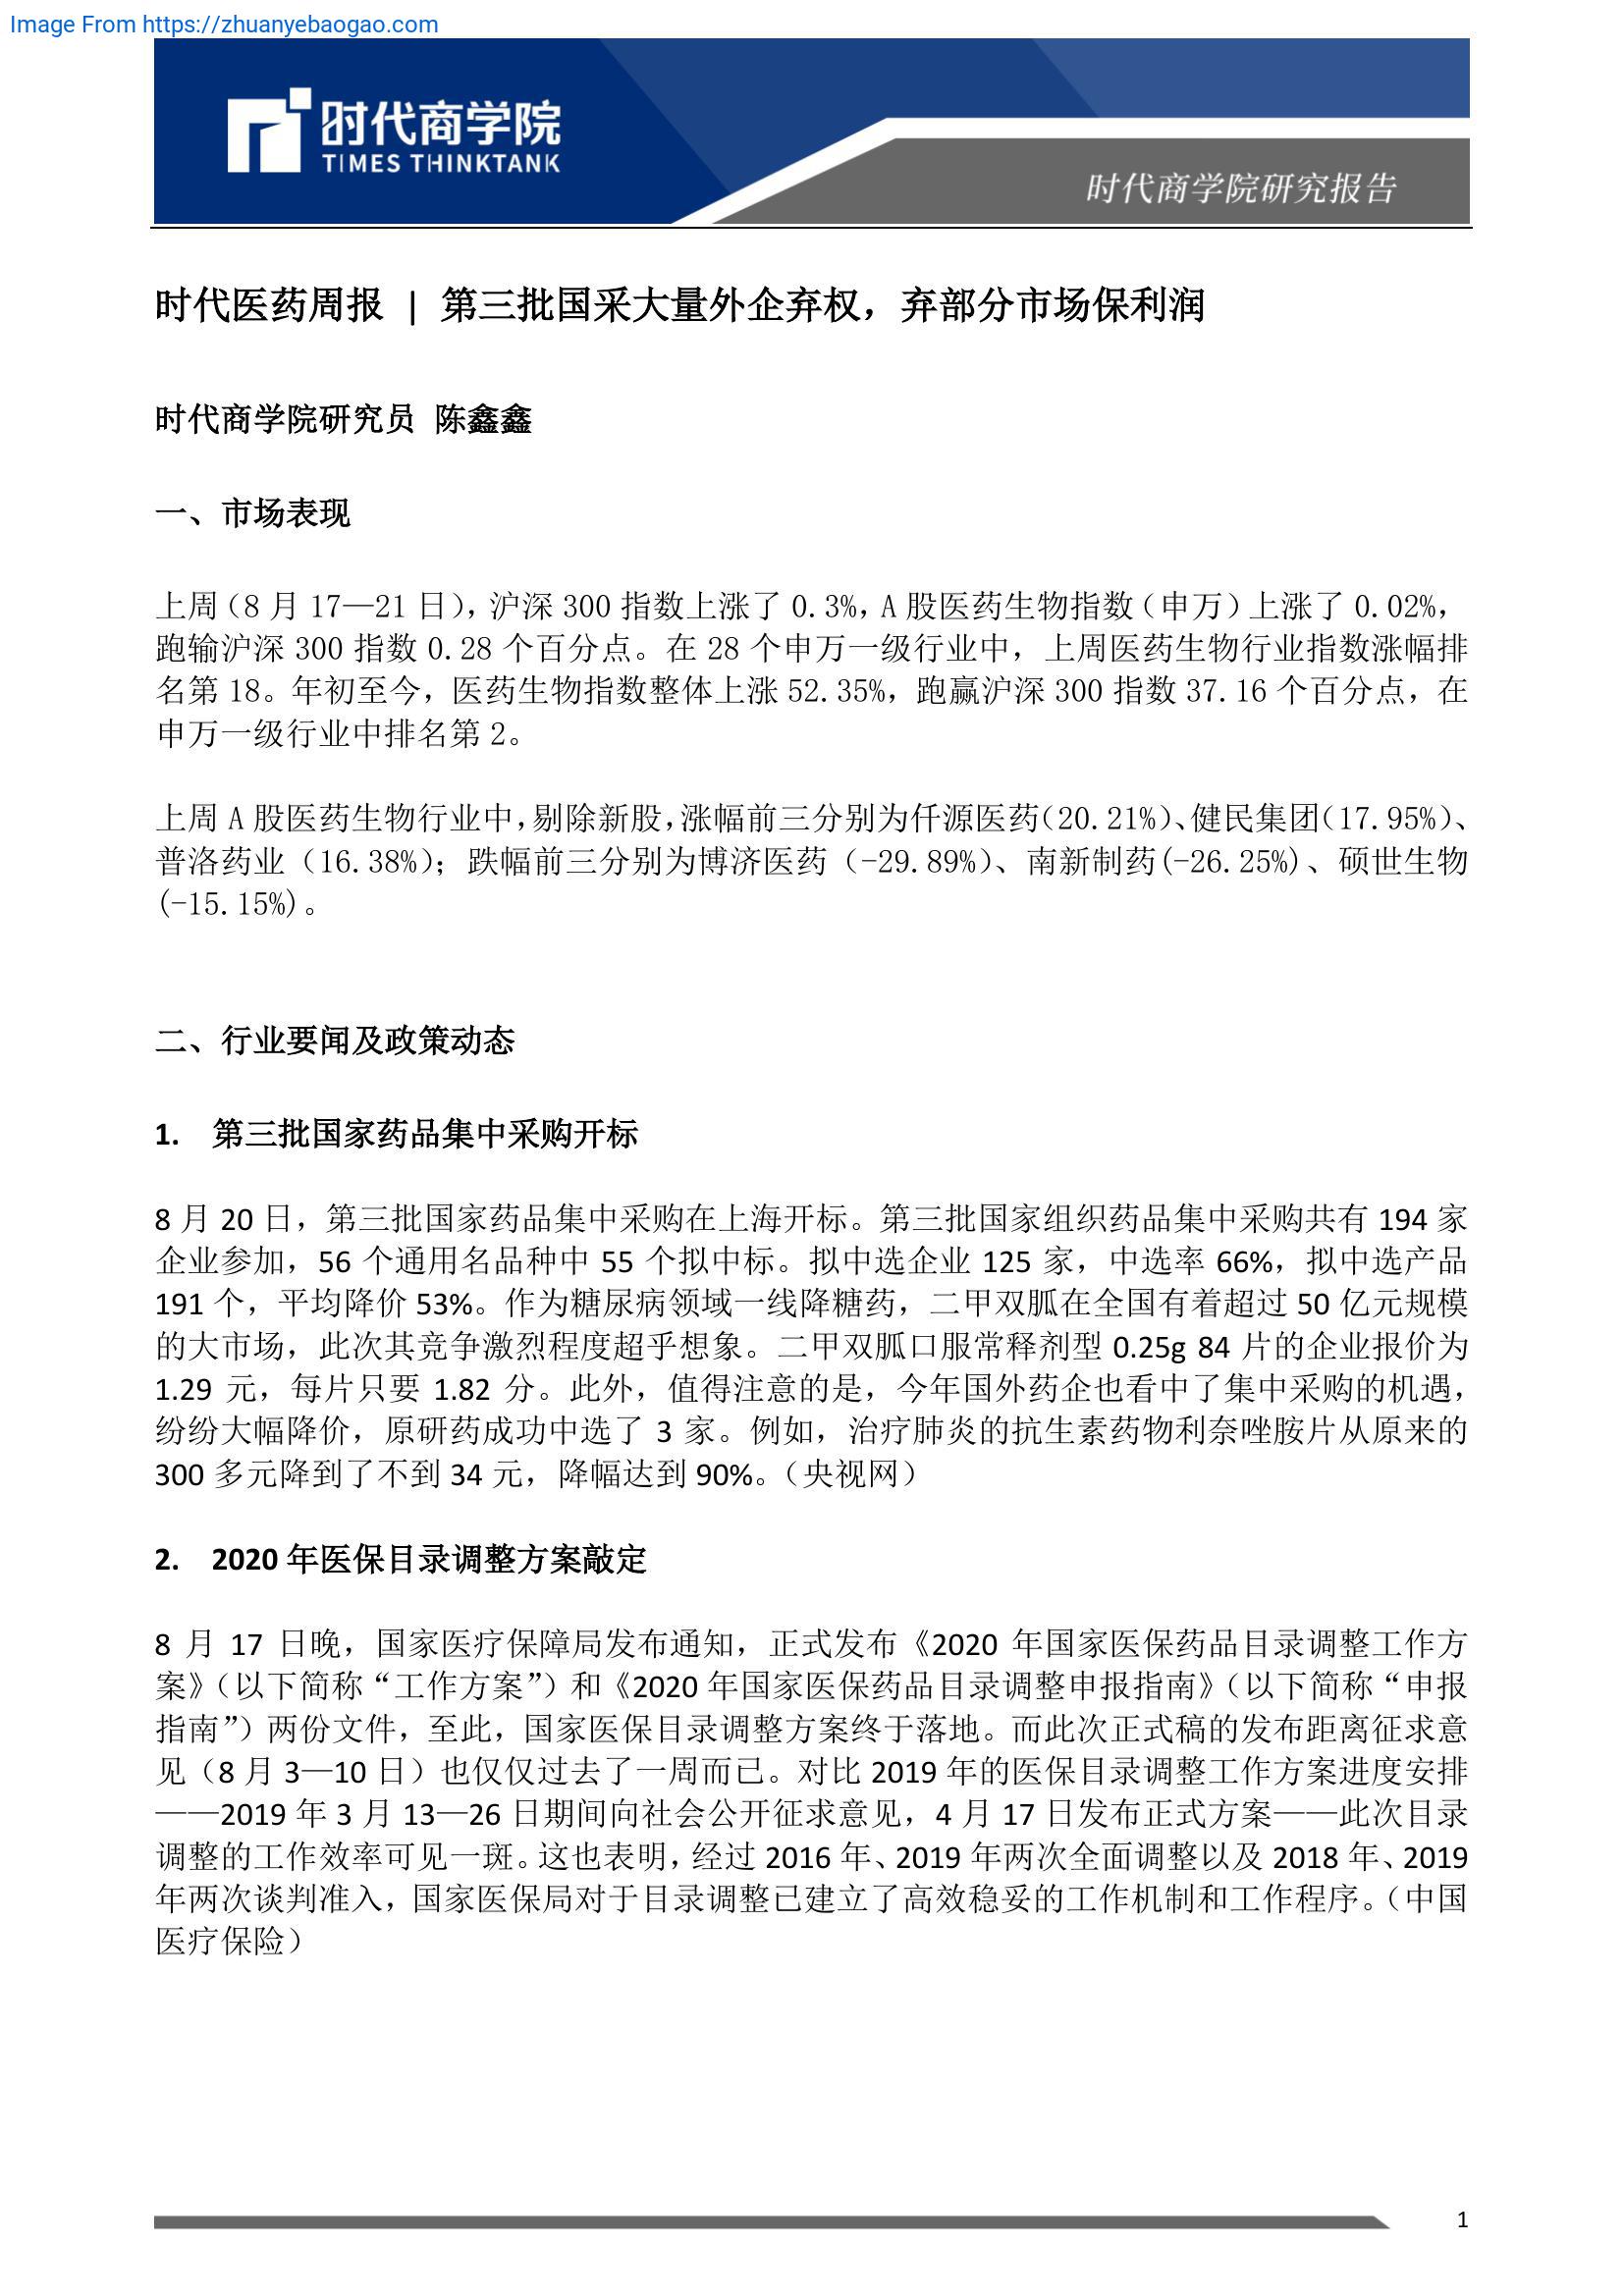 Image From https://zhuanyebaogao.com
时代商学院
TIMES THINKTANK
时代商学院研究报告
时代医药周报 | 第三批国采大量外企弃权，弃部分市场保利润
时代商学院研究员 陈鑫鑫
一、市场表现
上周（8 月 17—21 日），沪深 300 指数上涨了 0.3%，A 股医药生物指数（申万）上涨了 0.02%，
跑输沪深 300 指数 0.28 个百分点。在 28 个申万一级行业中，上周医药生物行业指数涨幅排
名第 18。年初至今，医药生物指数整体上涨 52.35%，跑赢沪深 300 指数 37.16 个百分点，在
申万一级行业中排名第 2。
上周 A 股医药生物行业中，剔除新股，涨幅前三分别为仟源医药（20.21%）、健民集团（17.95%）、
普洛药业（16.38%）；跌幅前三分别为博济医药（-29.89%）、南新制药(-26.25%)、硕世生物
(-15.15%)。
二、行业要闻及政策动态
1. 第三批国家药品集中采购开标
8 月 20 日，第三批国家药品集中采购在上海开标。第三批国家组织药品集中采购共有 194 家
企业参加，56 个通用名品种中 55 个拟中标。拟中选企业 125 家，中选率 66%，拟中选产品
191 个，平均降价 53%。作为糖尿病领域一线降糖药，二甲双胍在全国有着超过 50 亿元规模
的大市场，此次其竞争激烈程度超乎想象。二甲双胍口服常释剂型 0.25g 84 片的企业报价为
1.29 元，每片只要 1.82 分。此外，值得注意的是，今年国外药企也看中了集中采购的机遇，
纷纷大幅降价，原研药成功中选了 3 家。例如，治疗肺炎的抗生素药物利奈唑胺片从原来的
300 多元降到了不到 34 元，降幅达到 90%。（央视网）
2. 2020 年医保目录调整方案敲定
8 月 17 日晚，国家医疗保障局发布通知，正式发布《2020 年国家医保药品目录调整工作方
案》（以下简称“工作方案”）和《2020 年国家医保药品目录调整申报指南》（以下简称“申报
指南”）两份文件，至此，国家医保目录调整方案终于落地。而此次正式稿的发布距离征求意
见（8 月 3—10 日）也仅仅过去了一周而已。对比 2019 年的医保目录调整工作方案进度安排
——2019 年 3 月 13—26 日期间向社会公开征求意见，4 月 17 日发布正式方案——此次目录
调整的工作效率可见一斑。这也表明，经过 2016 年、2019 年两次全面调整以及 2018 年、2019
年两次谈判准入，国家医保局对于目录调整已建立了高效稳妥的工作机制和工作程序。（中国
医疗保险）
1